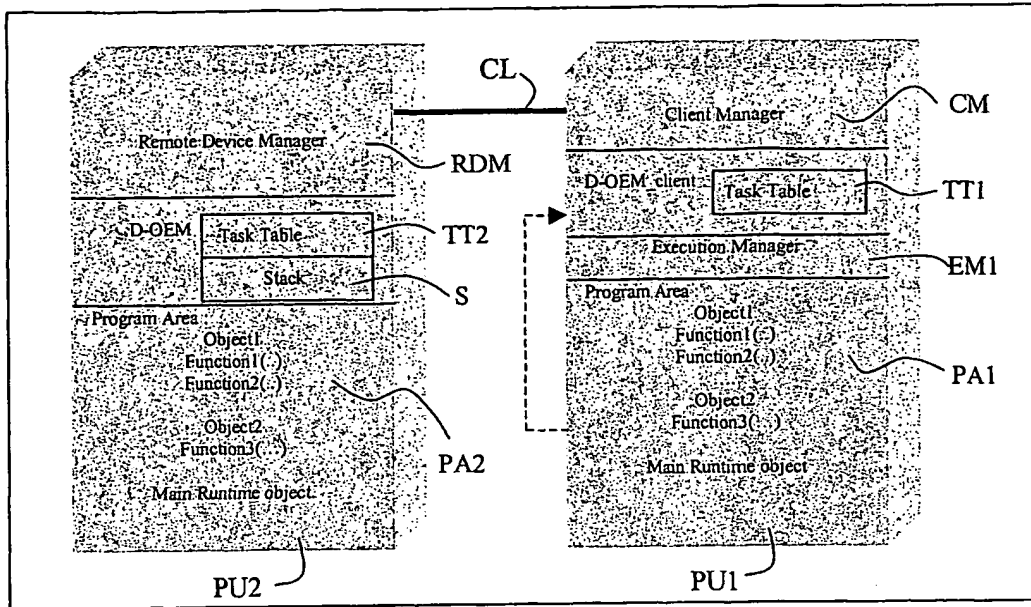 CL
Remote Device Manager
RDM
D-OEM
Task Table
TT2
Stack
S
Program Area
Object1
Function1(..)
Function2(..)
Object2
Function3(...)
PA2
Main Runtime object
PU2
Client Manager
CM
D-OEM client
Task Table
TT1
Execution Manager
EM1
Program Area
Object1
Function1(..)
Function2(..)
PA1
Object2
Function3(...)
Main Runtime object
PU1